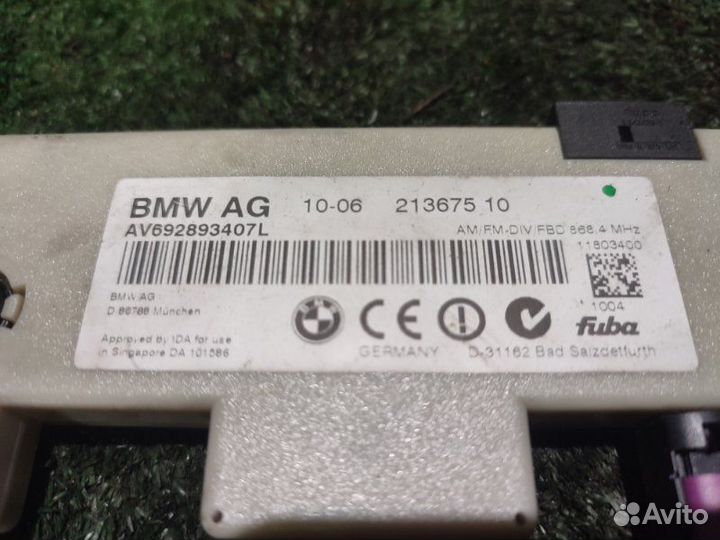 BMW AG 10-06 213675 10
AV692893407L AM/FM-DIV/FBD 868.4 MHz
11803400
BMW AG
D 80788 München
1004
Approved by IDA for use
in Singapore DA 101586
CE
fuba
GERMANY D-31162 Bad Salzdetfurth
Avito